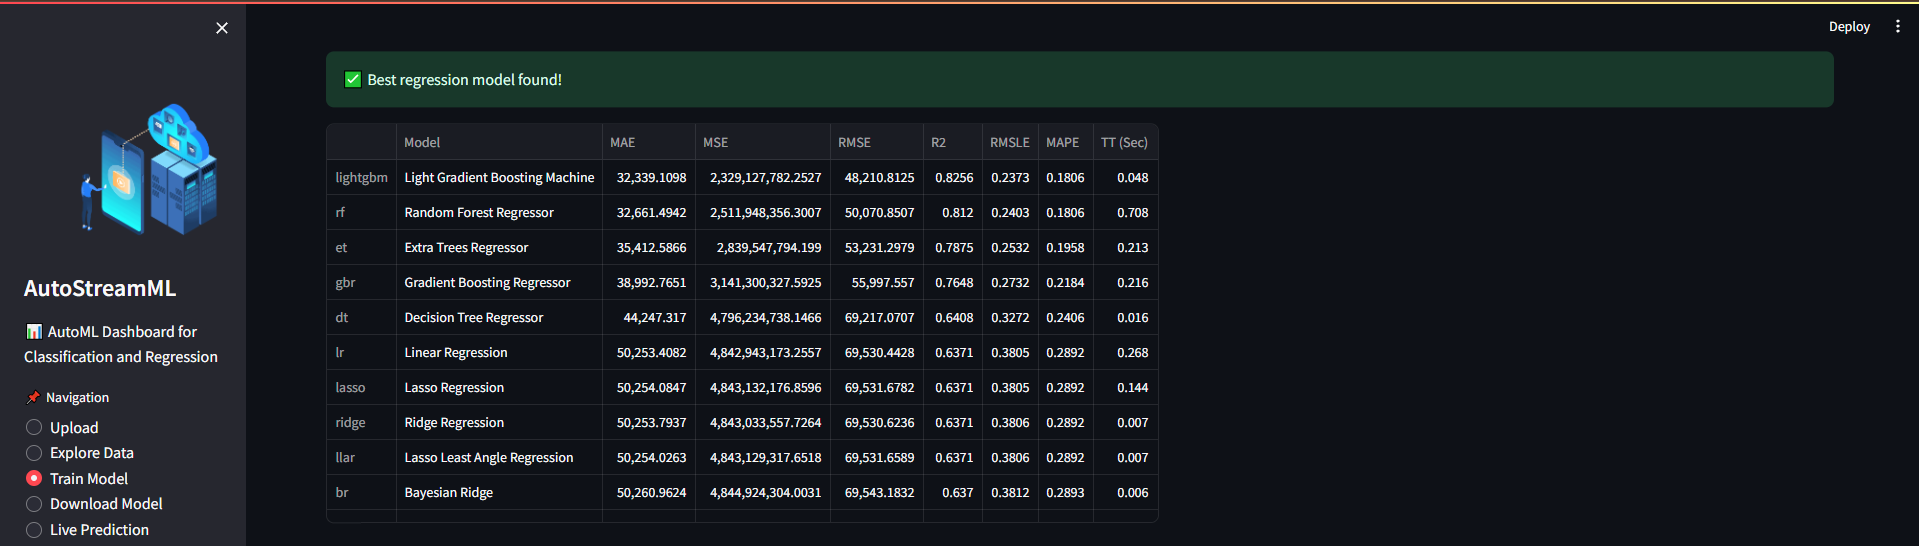 Deploy
✅ Best regression model found!
Model MAE MSE RMSE R2 RMSLE MAPE TT (Sec)
lightgbm Light Gradient Boosting Machine 32,339.1098 2,329,127,782.2527 48,210.8125 0.8256 0.2373 0.1806 0.048
rf Random Forest Regressor 32,661.4942 2,511,948,356.3007 50,070.8507 0.812 0.2403 0.1806 0.708
et Extra Trees Regressor 35,412.5866 2,839,547,794.199 53,231.2979 0.7875 0.2532 0.1958 0.213
gbr Gradient Boosting Regressor 38,992.7651 3,141,300,327.5925 55,997.557 0.7648 0.2732 0.2184 0.216
dt Decision Tree Regressor 44,247.317 4,796,234,738.1466 69,217.0707 0.6408 0.3272 0.2406 0.016
lr Linear Regression 50,253.4082 4,842,943,173.2557 69,530.4428 0.6371 0.3805 0.2892 0.268
lasso Lasso Regression 50,254.0847 4,843,132,176.8596 69,531.6782 0.6371 0.3805 0.2892 0.144
ridge Ridge Regression 50,253.7937 4,843,033,557.7264 69,530.6236 0.6371 0.3806 0.2892 0.007
llar Lasso Least Angle Regression 50,254.0263 4,843,129,317.6518 69,531.6589 0.6371 0.3806 0.2892 0.007
br Bayesian Ridge 50,260.9624 4,844,924,304.0031 69,543.1832 0.637 0.3812 0.2893 0.006
AutoStreamML
📊 AutoML Dashboard for
Classification and Regression
📌 Navigation
Upload
Explore Data
Train Model
Download Model
Live Prediction